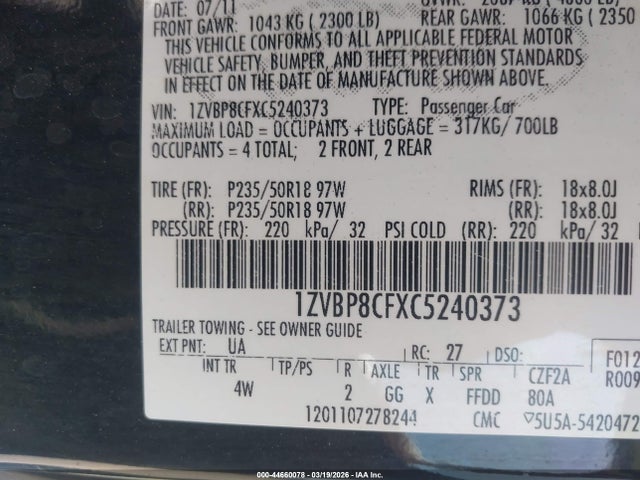 DATE: 07/11
FRONT GAWR: 1043 KG ( 2300 LB) REAR GAWR: 1066 KG ( 2350
THIS VEHICLE CONFORMS TO ALL APPLICABLE FEDERAL MOTOR
VEHICLE SAFETY, BUMPER, AND THEFT PREVENTION STANDARDS
IN EFFECT ON THE DATE OF MANUFACTURE SHOWN ABOVE.
VIN: 1ZVBP8CFXC5240373 TYPE: Passenger Car
MAXIMUM LOAD = OCCUPANTS + LUGGAGE = 317KG/ 700LB
OCCUPANTS = 4 TOTAL; 2 FRONT, 2 REAR
TIRE (FR): P235/50R18 97W RIMS (FR): 18x8.0J
(RR): P235/50R18 97W (RR): 18x8.0J
PRESSURE (FR): 220 kPa/ 32 PSI COLD (RR): 220 kPa/ 32
1ZVBP8CFXC5240373
TRAILER TOWING - SEE OWNER GUIDE
EXT PNT: UA RC: 27 DSO: F012
INT TR TP/PS R AXLE TR SPR CZF2A R009
4W 2 GG X FFDD 80A
1201107278244 CMC 5U5A-5420472
000-44660078 - 03/19/2026 - IAA Inc.